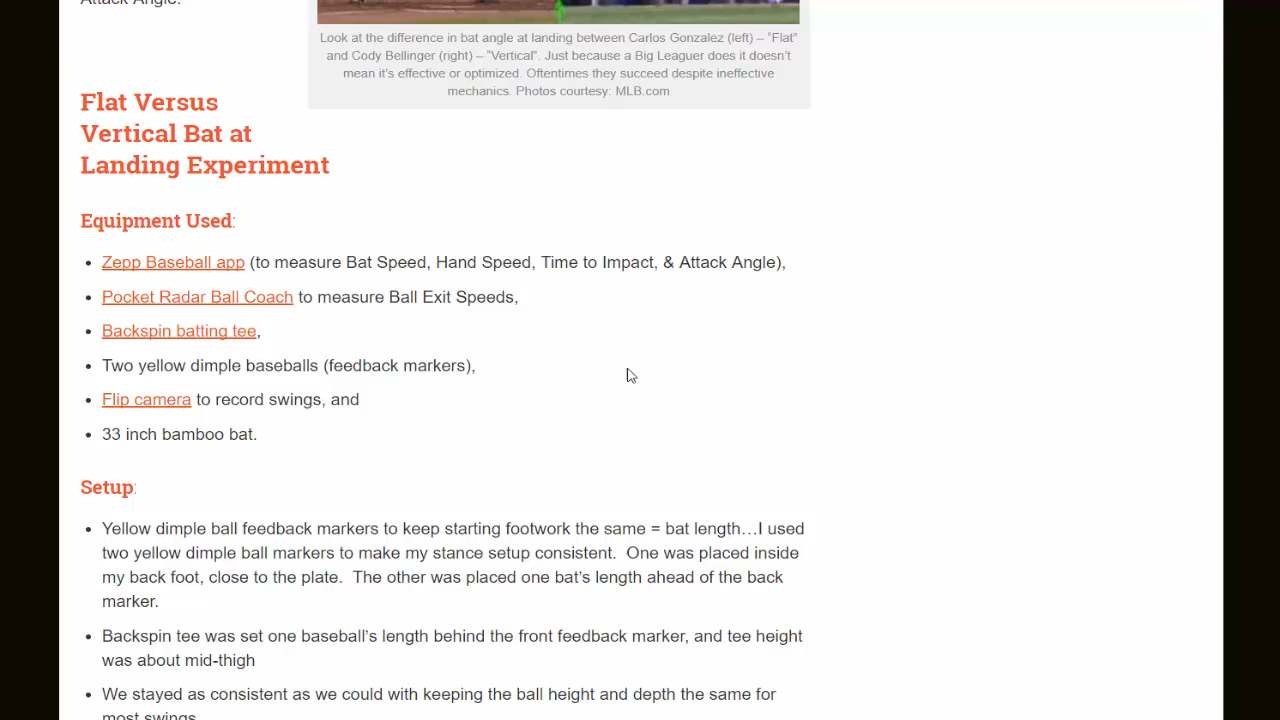 Attack Angle.
Look at the difference in bat angle at landing between Carlos Gonzalez (left) – “Flat”
and Cody Bellinger (right) – “Vertical”. Just because a Big Leaguer does it doesn’t
mean it’s effective or optimized. Oftentimes they succeed despite ineffective
mechanics. Photos courtesy: MLB.com
Flat Versus
Vertical Bat at
Landing Experiment
Equipment Used:
Zepp Baseball app (to measure Bat Speed, Hand Speed, Time to Impact, & Attack Angle),
Pocket Radar Ball Coach to measure Ball Exit Speeds,
Backspin batting tee,
Two yellow dimple baseballs (feedback markers),
Flip camera to record swings, and
33 inch bamboo bat.
Setup:
Yellow dimple ball feedback markers to keep starting footwork the same = bat length…I used
two yellow dimple ball markers to make my stance setup consistent.  One was placed inside
my back foot, close to the plate.  The other was placed one bat’s length ahead of the back
marker.
Backspin tee was set one baseball’s length behind the front feedback marker, and tee height
was about mid-thigh
We stayed as consistent as we could with keeping the ball height and depth the same for
most swings